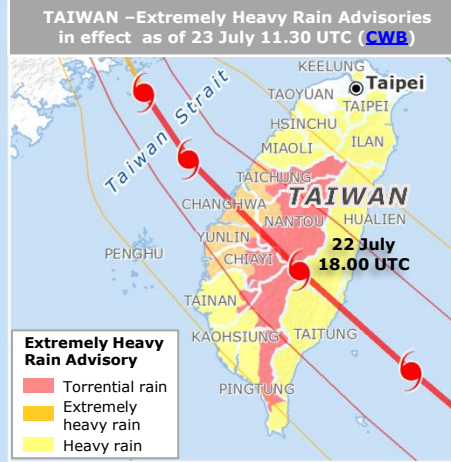 TAIWAN –Extremely Heavy Rain Advisories
in effect as of 23 July 11.30 UTC (CWB)
KEELUNG
Taipei
TAOYUAN
TAIPEI
HSINCHU
ILAN
MIAOLI
Taiwan Strait
TAICHUNG
TAIWAN
CHANGHWA
NANTOU
HUALIEN
YUNLIN
22 July
18.00 UTC
PENGHU
CHIAYI
TAINAN
KAOHSIUNG
TAITUNG
PINGTUNG
Extremely Heavy
Rain Advisory
Torrential rain
Extremely
heavy rain
Heavy rain